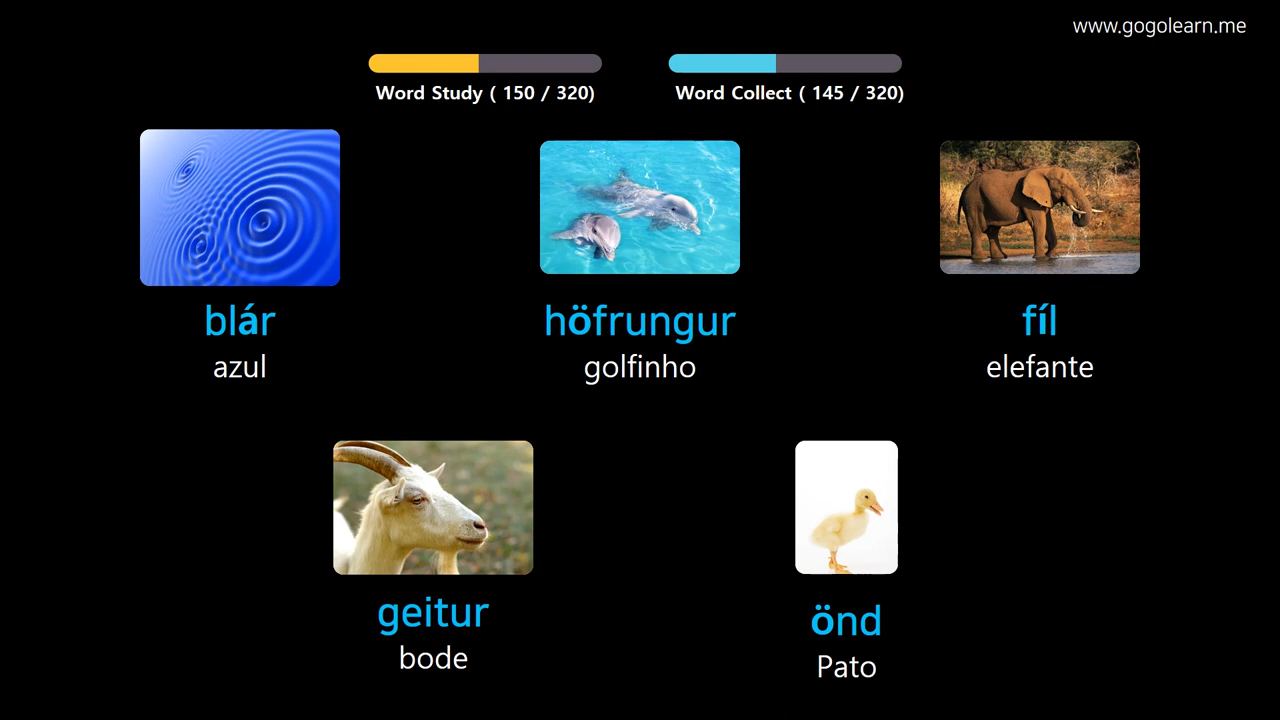 www.gogolearn.me
Word Study ( 150 / 320)
Word Collect ( 145 / 320)
blár
azul
höfrungur
golfinho
fíl
elefante
geitur
bode
önd
Pato